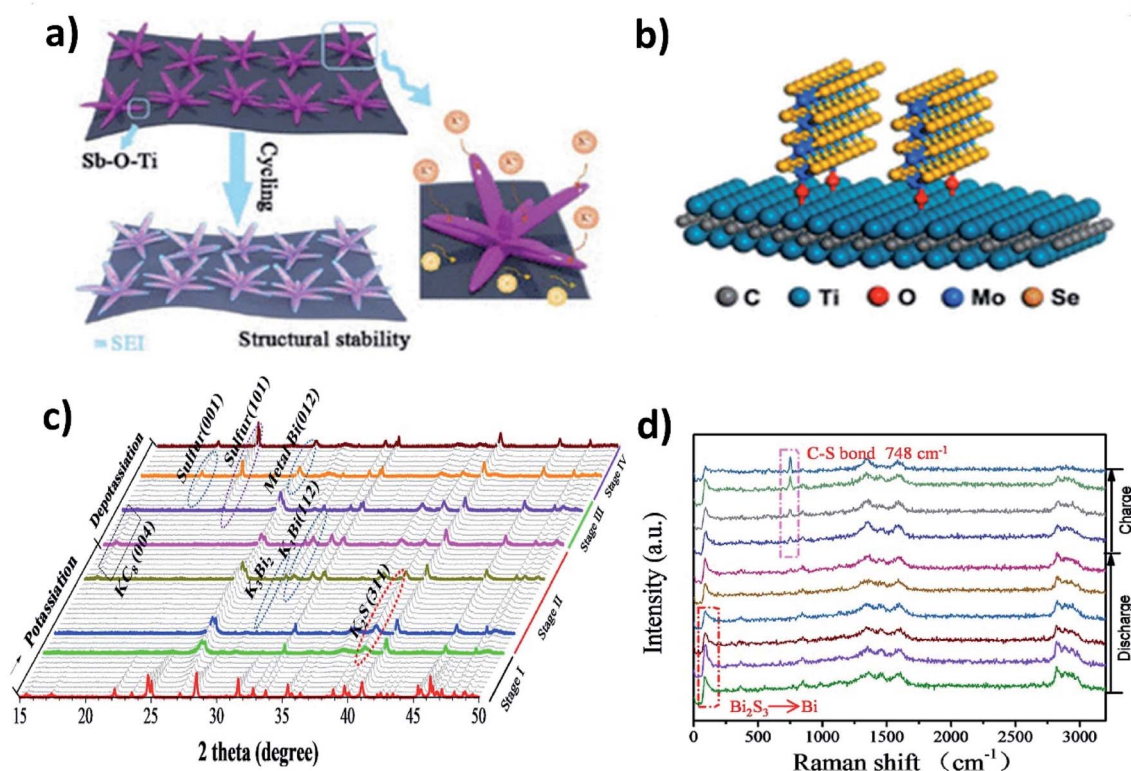 a)
Sb-O-Ti
Cycling
K⁺
K⁺
K⁺
K⁺
K⁺
= SEI
Structural stability
b)
C Ti O Mo Se
c)
Depotassiation
Potassiation
Sulfur(001)
Sulfur(101)
Metal Bi(012)
KC₈(004)
K₃Bi₂
K₃Bi(112)
K₂S (311)
Stage IV
Stage III
Stage II
Stage I
15 20 25 30 35 40 45 50
2 theta (degree)
d)
C-S bond 748 cm⁻¹
Intensity (a.u.)
Charge
Discharge
Bi₂S₃→Bi
0 500 1000 1500 2000 2500 3000
Raman shift （cm⁻¹)